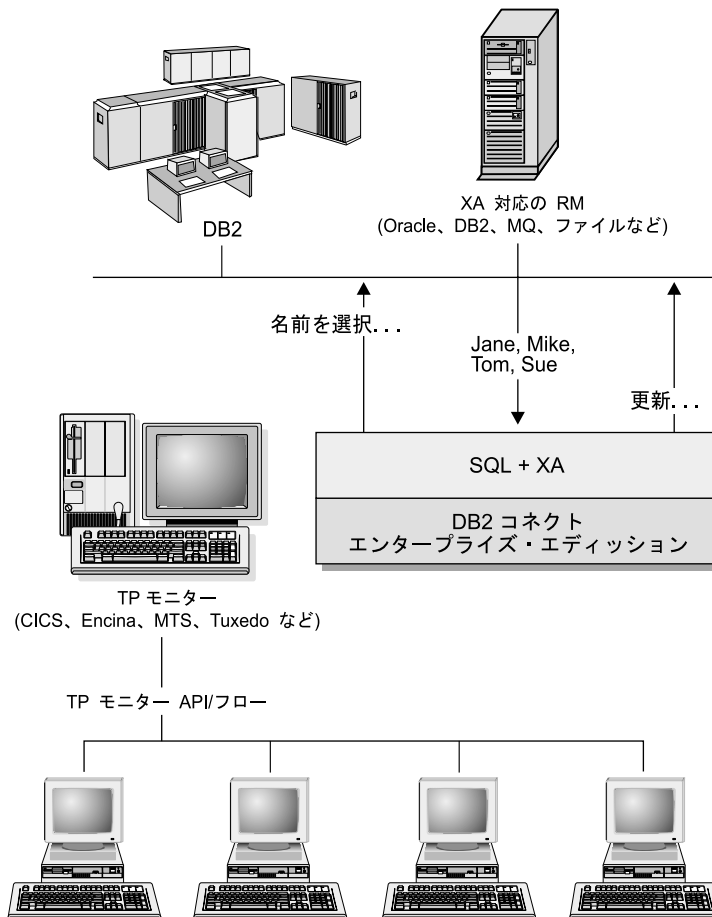 DB2
XA 対応の RM
(Oracle、DB2、MQ、ファイルなど)
名前を選択...
Jane, Mike,
Tom, Sue
更新...
SQL + XA
DB2 コネクト
エンタープライズ・エディッション
TP モニター
(CICS、Encina、MTS、Tuxedo など)
TP モニター API/フロー